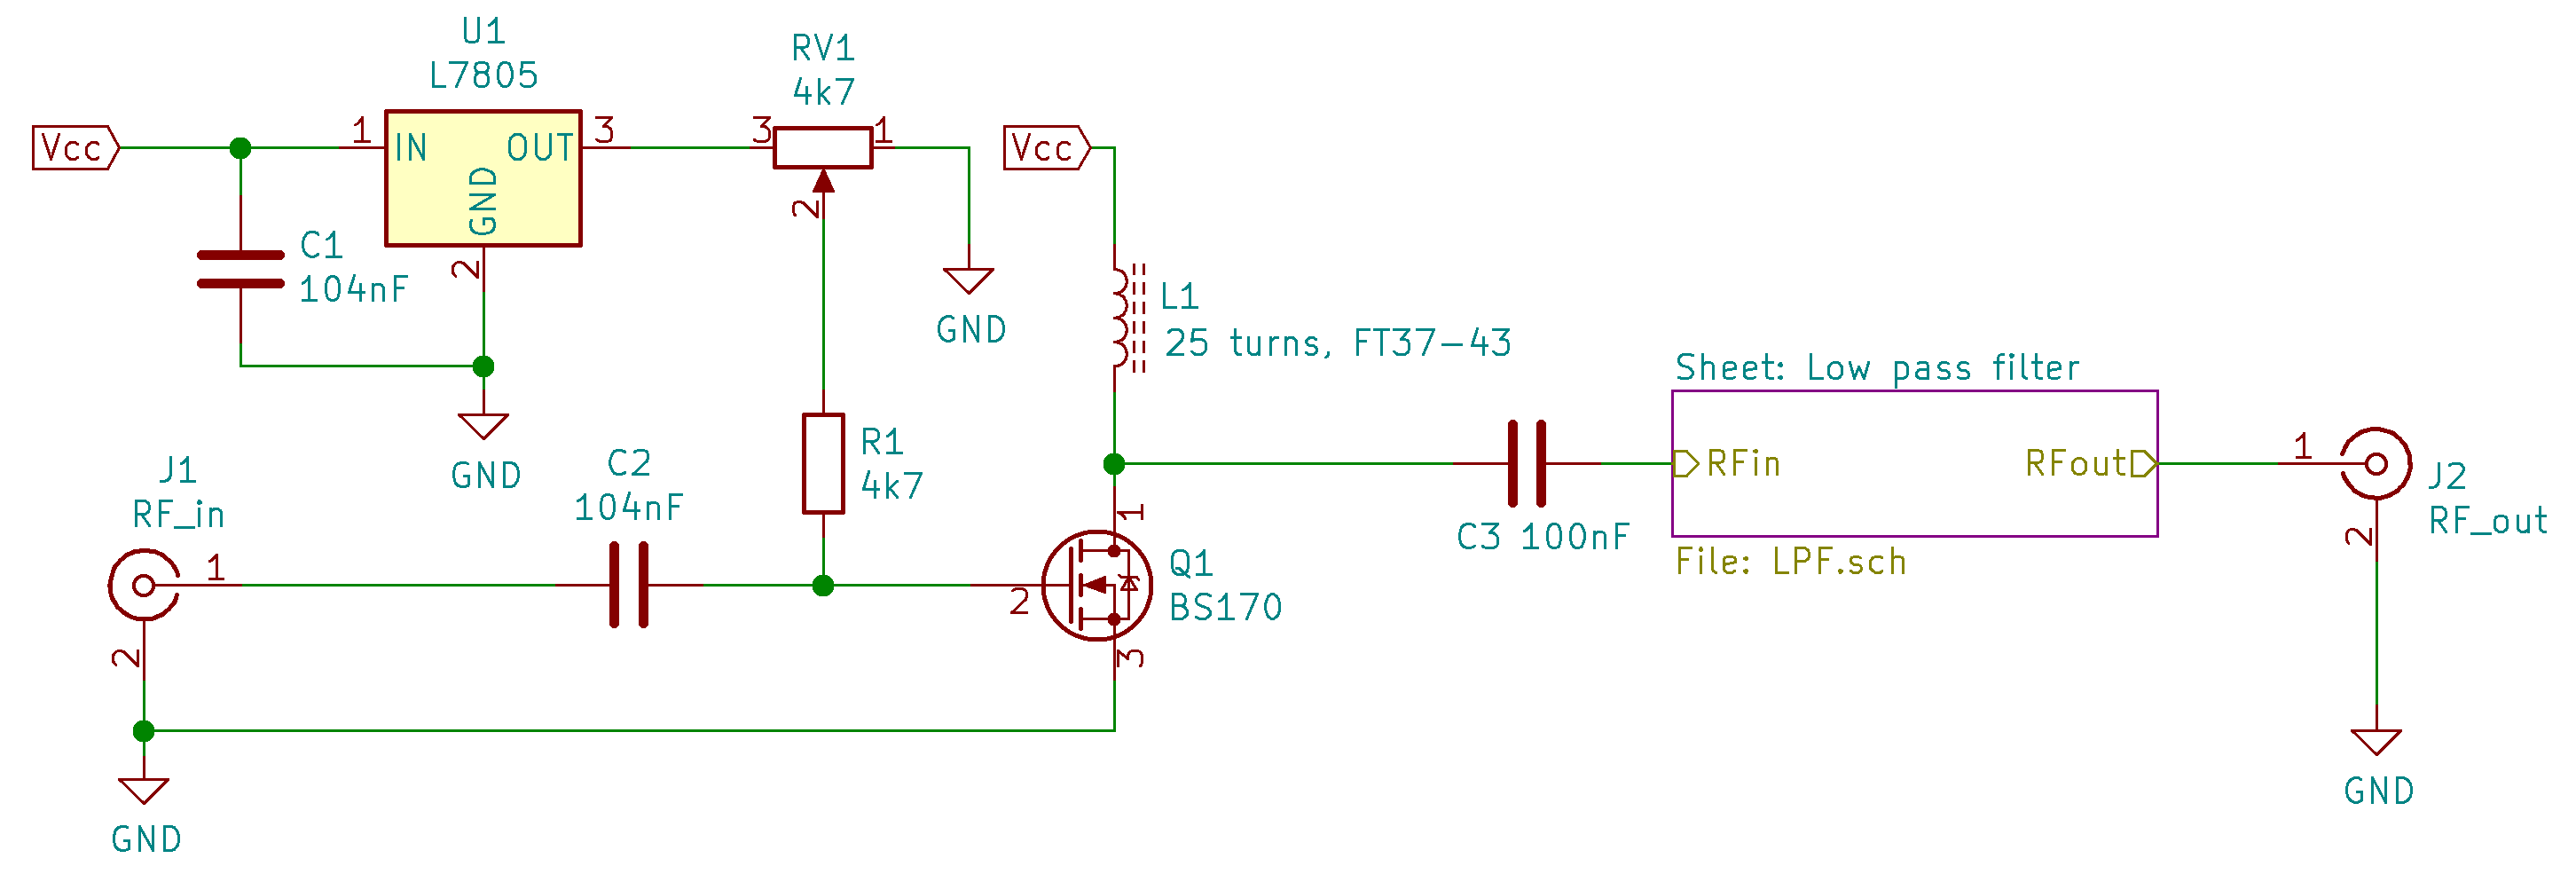 U1
L7805
Vcc
1
IN
OUT
3
GND
2
C1
104nF
GND
RV1
4k7
3
1
2
GND
Vcc
L1
25 turns, FT37-43
R1
4k7
J1
RF_in
1
2
GND
C2
104nF
1
2
3
Q1
BS170
C3 100nF
Sheet: Low pass filter
RFin
RFout
File: LPF.sch
1
2
J2
RF_out
GND